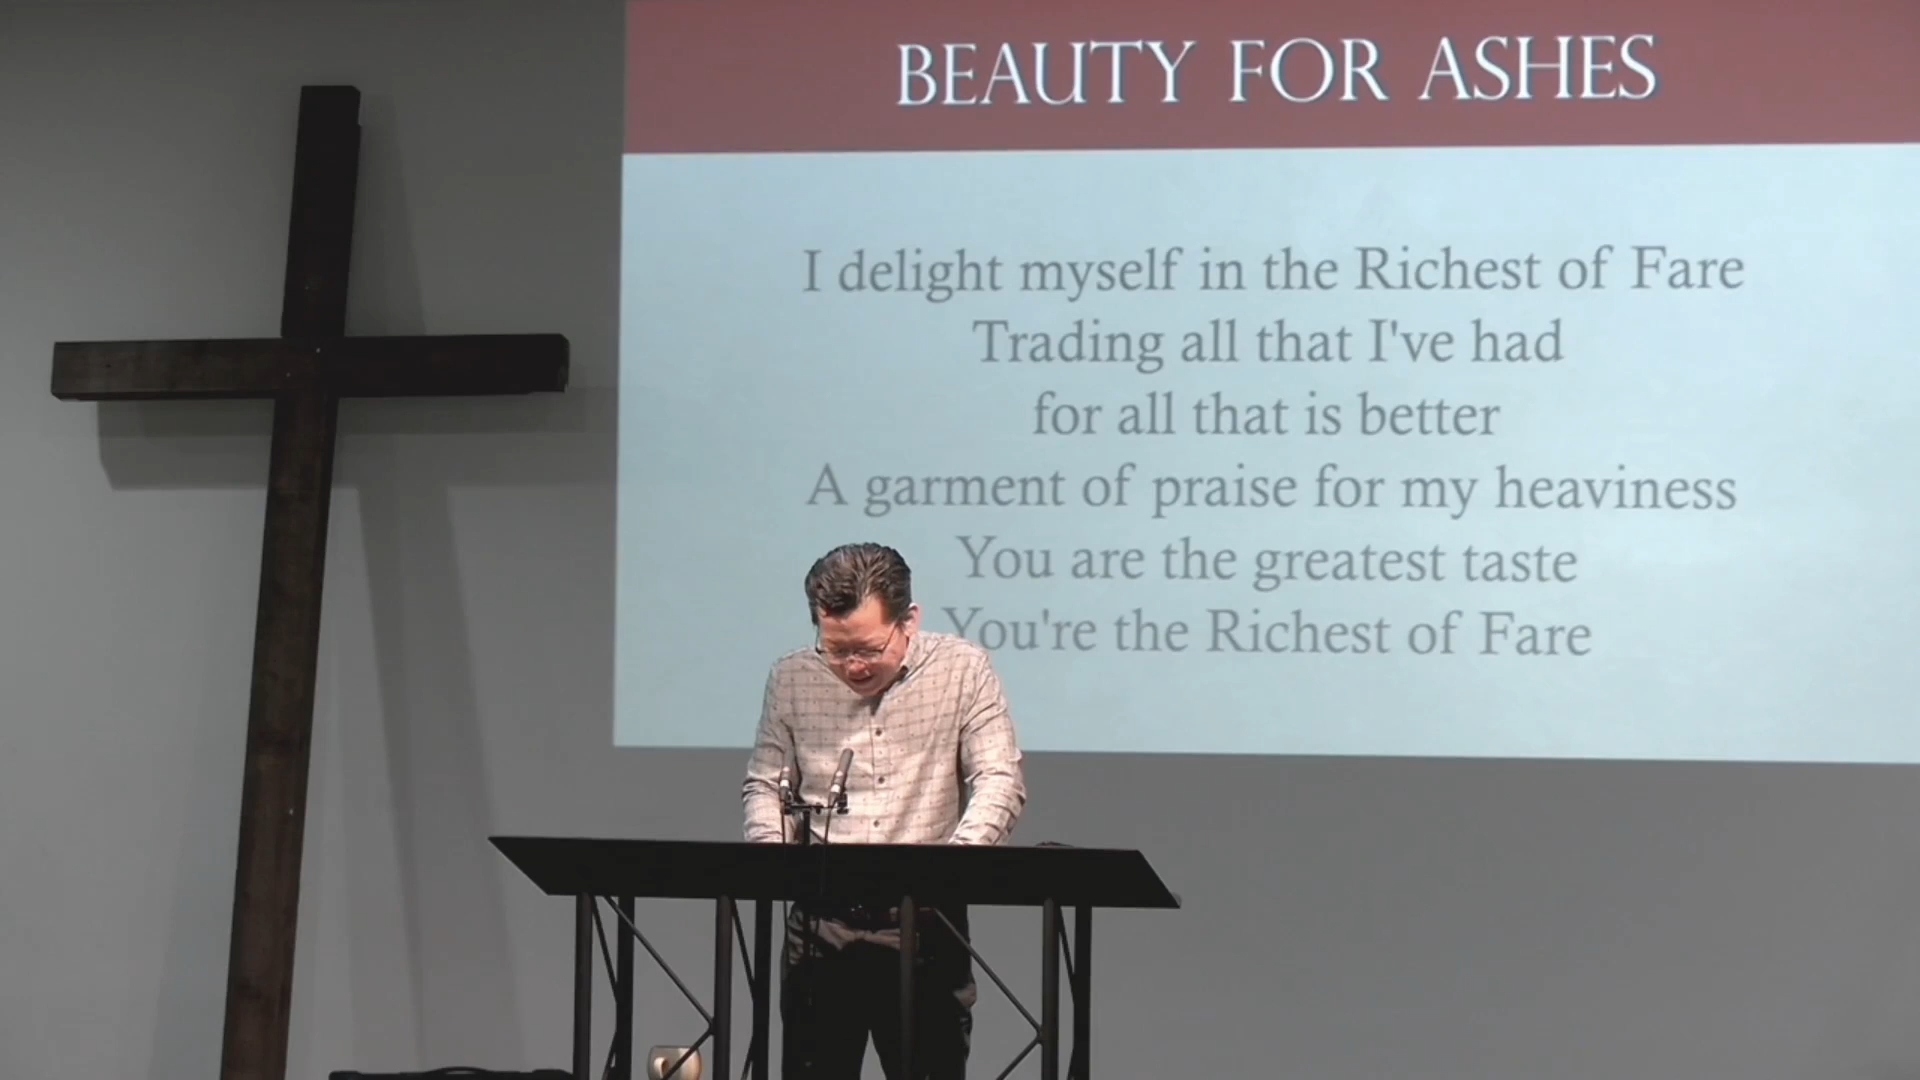 BEAUTY FOR ASHES
I delight myself in the Richest of Fare
Trading all that I've had
for all that is better
A garment of praise for my heaviness
You are the greatest taste
You're the Richest of Fare